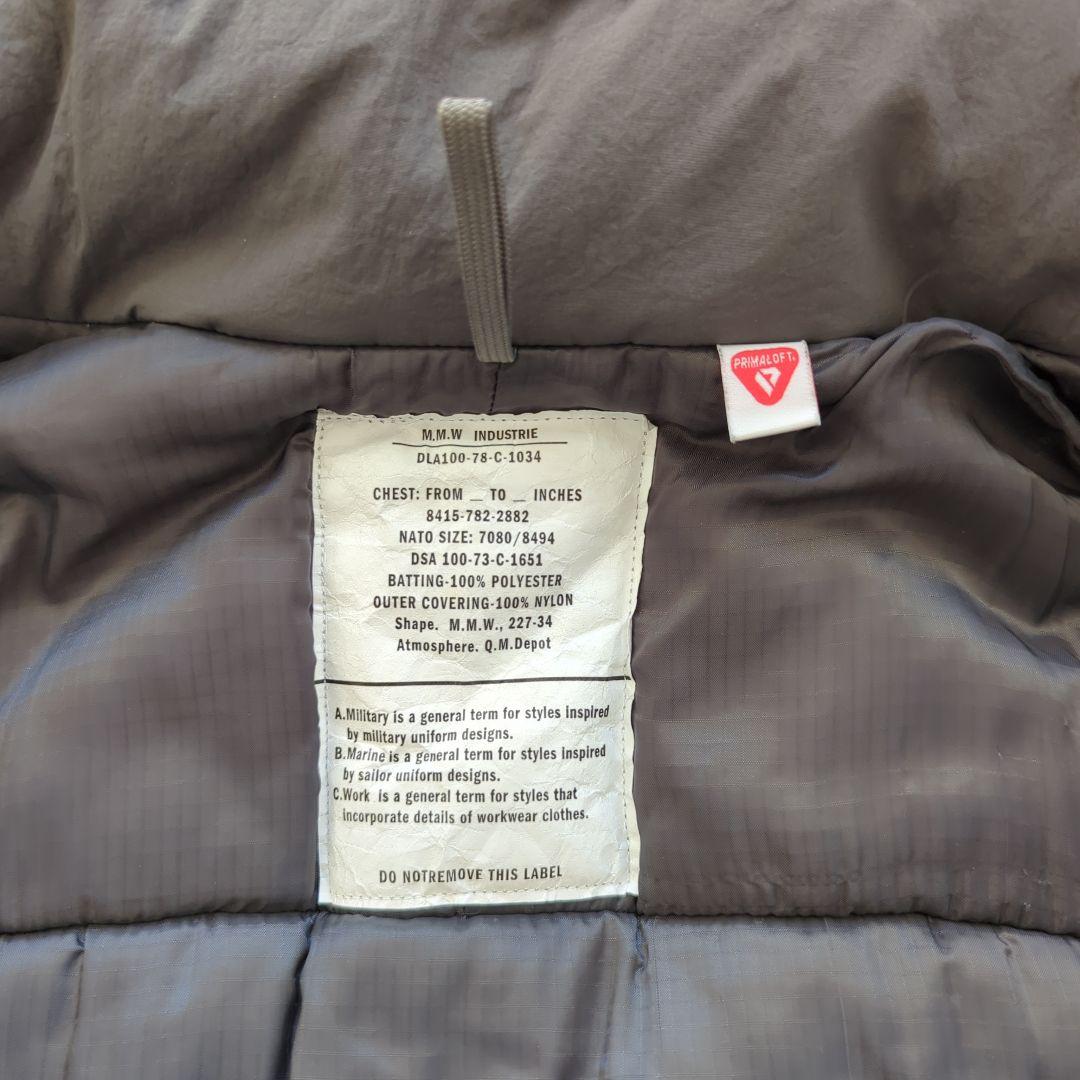 PRIMALOFT®
M.M.W INDUSTRIE
DLA100-78-C-1034
CHEST: FROM _ TO _ INCHES
8415-782-2882
NATO SIZE: 7080/8494
DSA 100-73-C-1651
BATTING-100% POLYESTER
OUTER COVERING-100% NYLON
Shape. M.M.W., 227-34
Atmosphere. Q.M.Depot
A.Military is a general term for styles inspired
by military uniform designs.
B.Marine is a general term for styles inspired
by sailor uniform designs.
C.Work is a general term for styles that
incorporate details of workwear clothes.
DO NOTREMOVE THIS LABEL